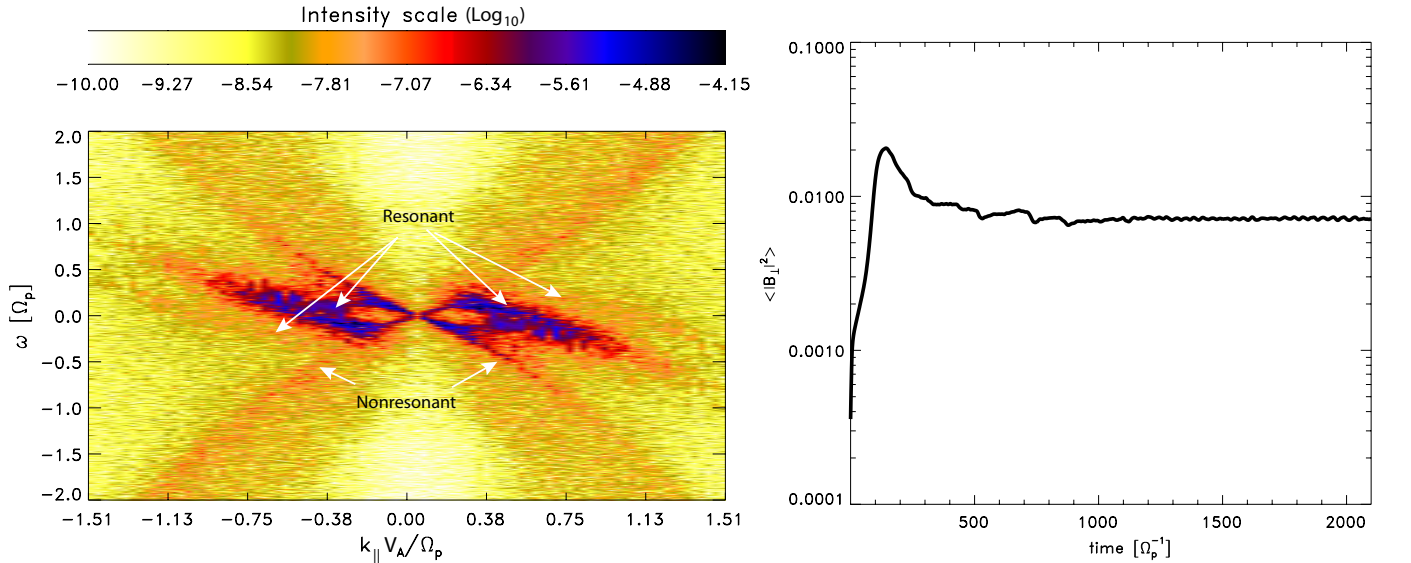 Intensity scale (Log₁₀)
−10.00 −9.27 −8.54 −7.81 −7.07 −6.34 −5.61 −4.88 −4.15
2.0
1.5
1.0
0.5
0.0
−0.5
−1.0
−1.5
−2.0
ω [Ωₚ]
Resonant
Nonresonant
−1.51 −1.13 −0.75 −0.38 0.00 0.38 0.75 1.13 1.51
k∥ V_A/Ωₚ
0.1000
0.0100
0.0010
0.0001
<|B⊥|²>
500 1000 1500 2000
time [Ωₚ⁻¹]